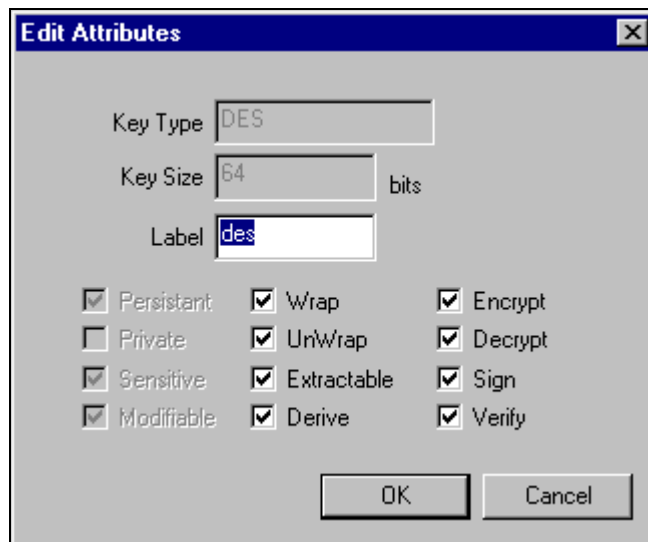 Edit Attributes
Key Type DES
Key Size 64 bits
Label des
Persistant Wrap Encrypt
Private UnWrap Decrypt
Sensitive Extractable Sign
Modifiable Derive Verify
OK Cancel